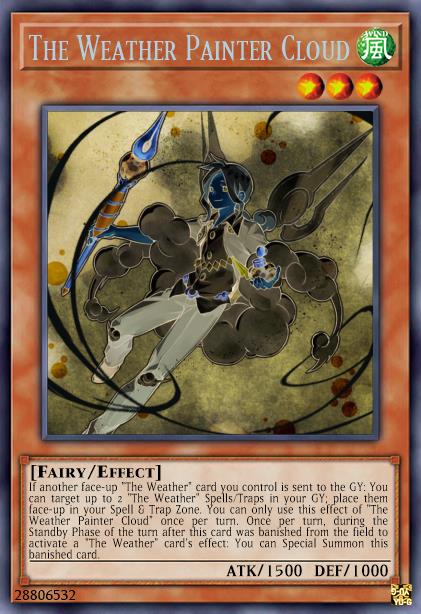 THE WEATHER PAINTER CLOUD
WIND
風
[FAIRY/EFFECT]
If another face-up "The Weather" card you control is sent to the GY: You
can target up to 2 "The Weather" Spells/Traps in your GY; place them
face-up in your Spell & Trap Zone. You can only use this effect of "The
Weather Painter Cloud" once per turn. Once per turn, during the
Standby Phase of the turn after this card was banished from the field to
activate a "The Weather" card's effect: You can Special Summon this
banished card.
ATK/1500 DEF/1000
28806532